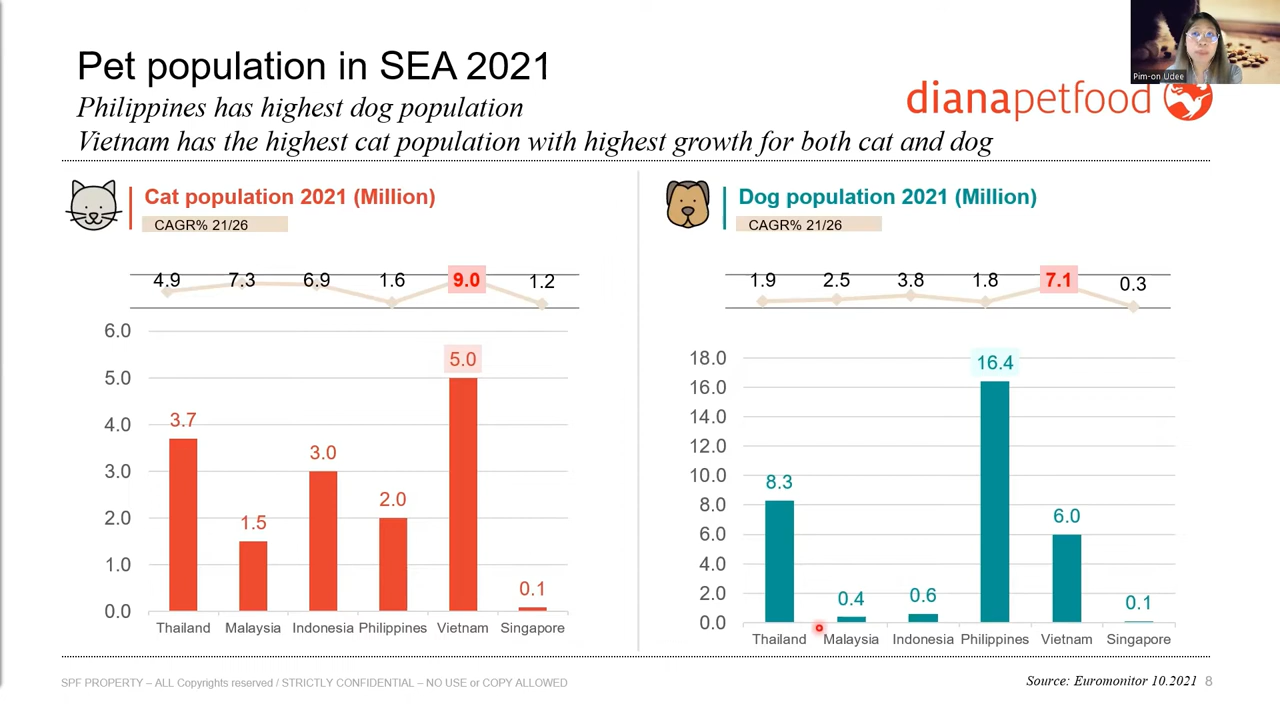 Pet population in SEA 2021
Philippines has highest dog population
Vietnam has the highest cat population with highest growth for both cat and dog
dianapetfood
Pim-on Udee
Cat population 2021 (Million)
CAGR% 21/26
4.9 7.3 6.9 1.6 9.0 1.2
6.0
5.0
4.0
3.0
2.0
1.0
0.0
3.7 1.5 3.0 2.0 5.0 0.1
Thailand Malaysia Indonesia Philippines Vietnam Singapore
Dog population 2021 (Million)
CAGR% 21/26
1.9 2.5 3.8 1.8 7.1 0.3
18.0
16.0
14.0
12.0
10.0
8.0
6.0
4.0
2.0
0.0
8.3 0.4 0.6 16.4 6.0 0.1
Thailand Malaysia Indonesia Philippines Vietnam Singapore
SPF PROPERTY – ALL Copyrights reserved / STRICTLY CONFIDENTIAL – NO USE or COPY ALLOWED
Source: Euromonitor 10.2021 8